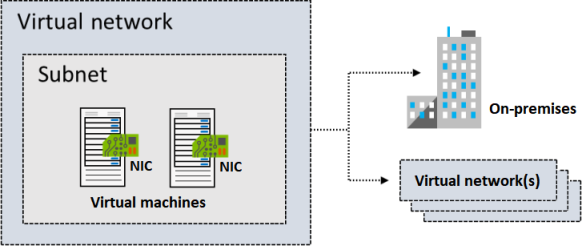 Virtual network
Subnet
NIC
NIC
Virtual machines
On-premises
Virtual network(s)